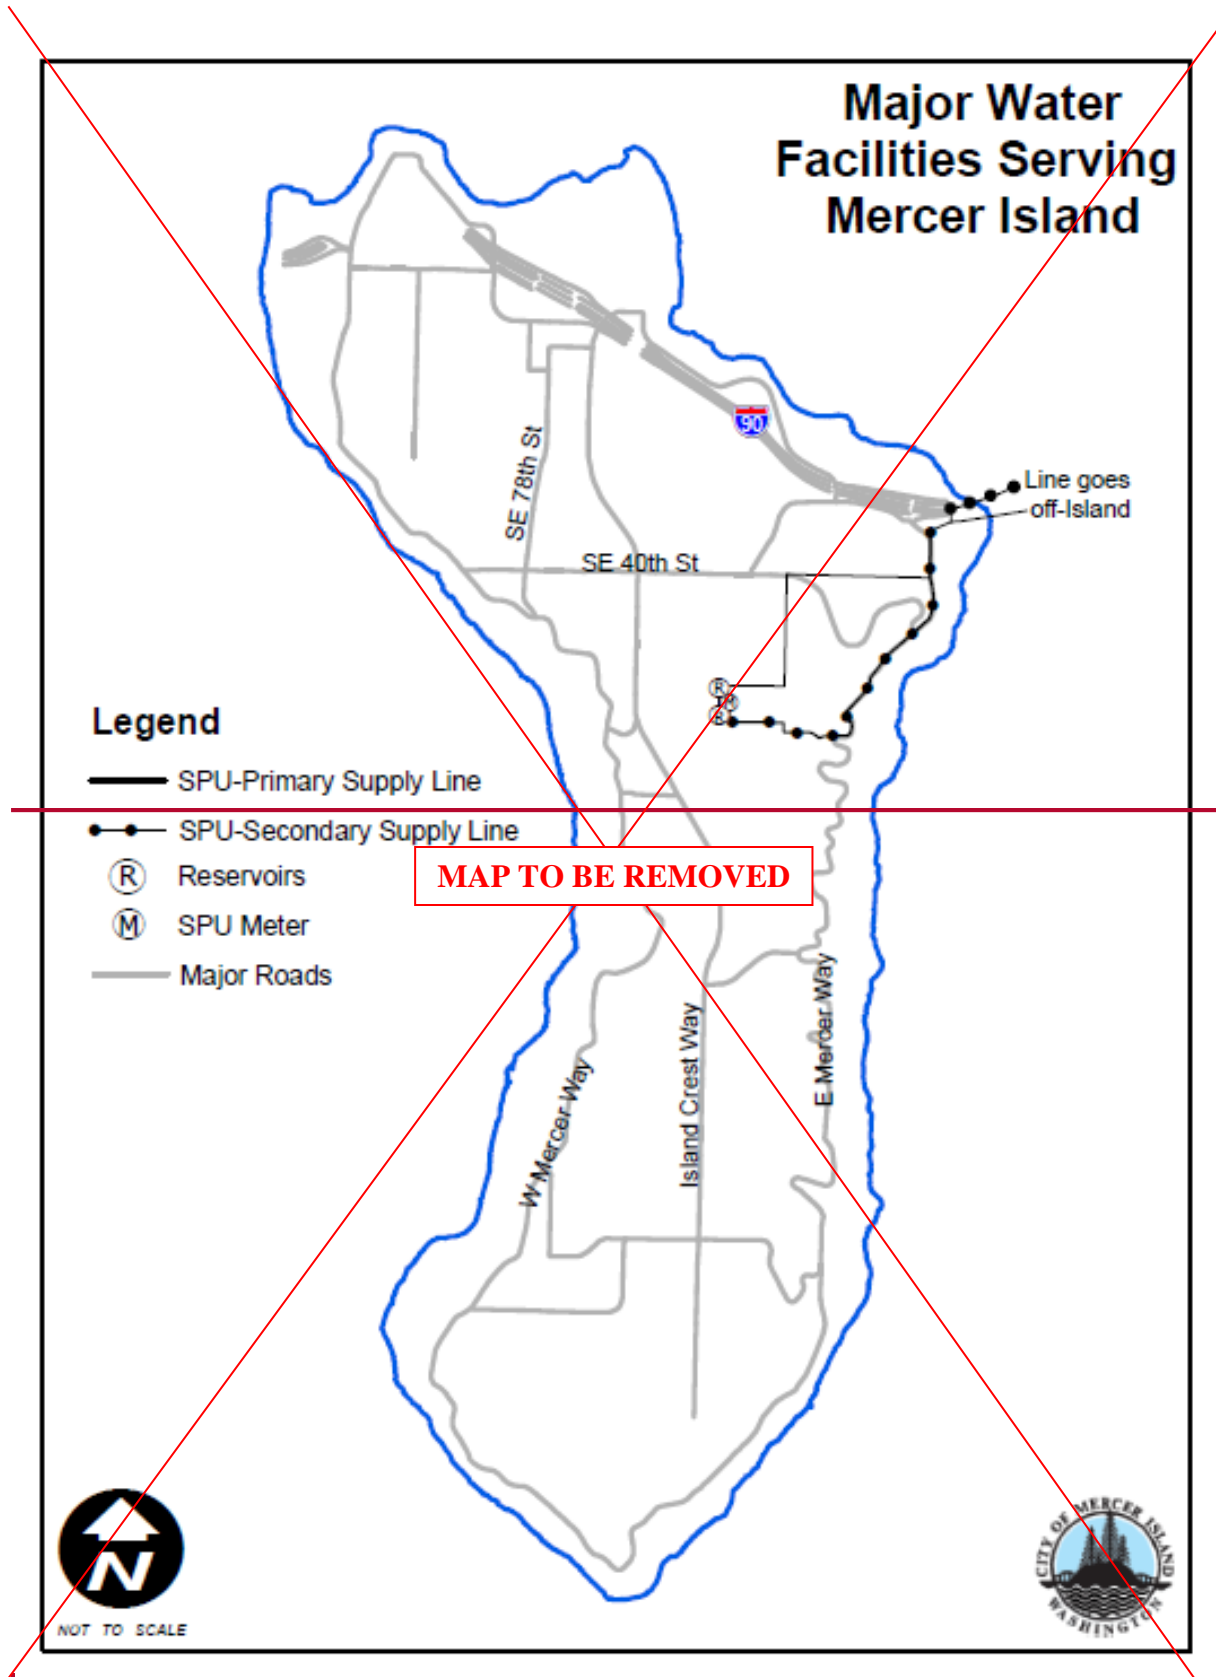 Major Water
Facilities Serving
Mercer Island
90
Line goes
off-Island
SE 78th St
SE 40th St
R
M
R
Legend
SPU-Primary Supply Line
SPU-Secondary Supply Line
R Reservoirs
M SPU Meter
Major Roads
MAP TO BE REMOVED
W Mercer Way
Island Crest Way
E Mercer Way
N
NOT TO SCALE
CITY OF MERCER ISLAND
WASHINGTON